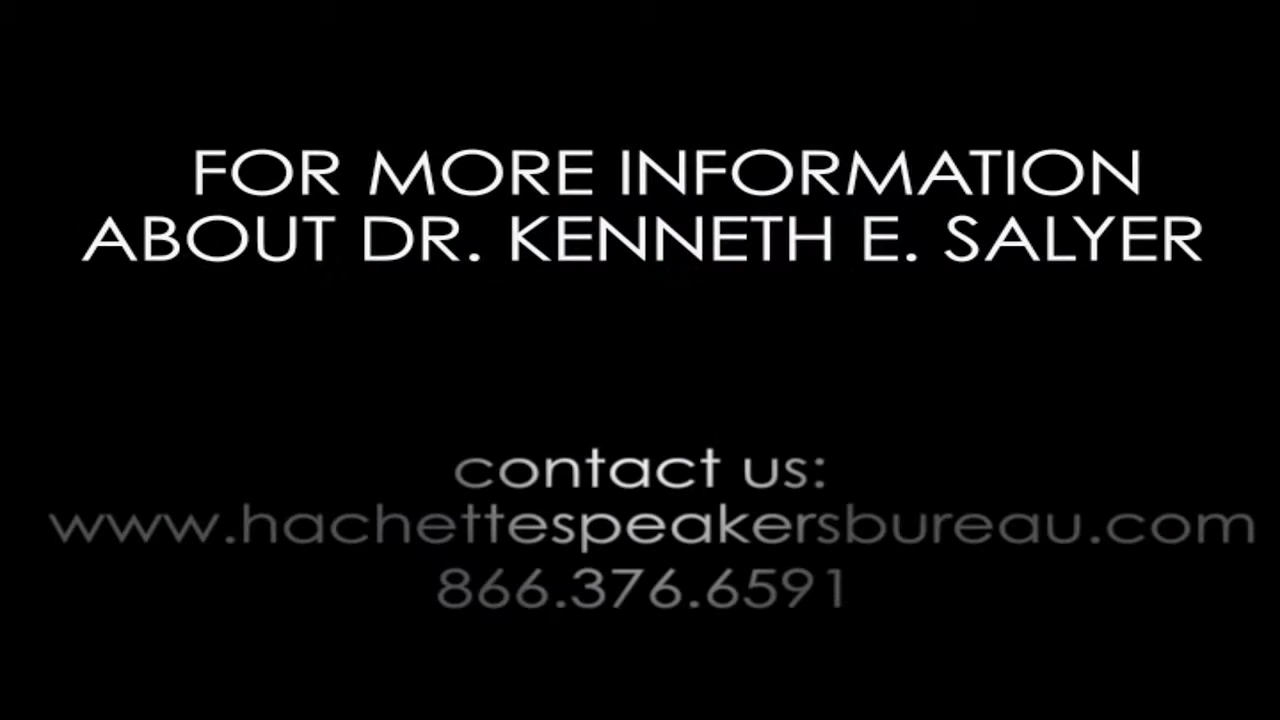 FOR MORE INFORMATION
ABOUT DR. KENNETH E. SALYER
contact us:
www.hachettespeakersbureau.com
866.376.6591